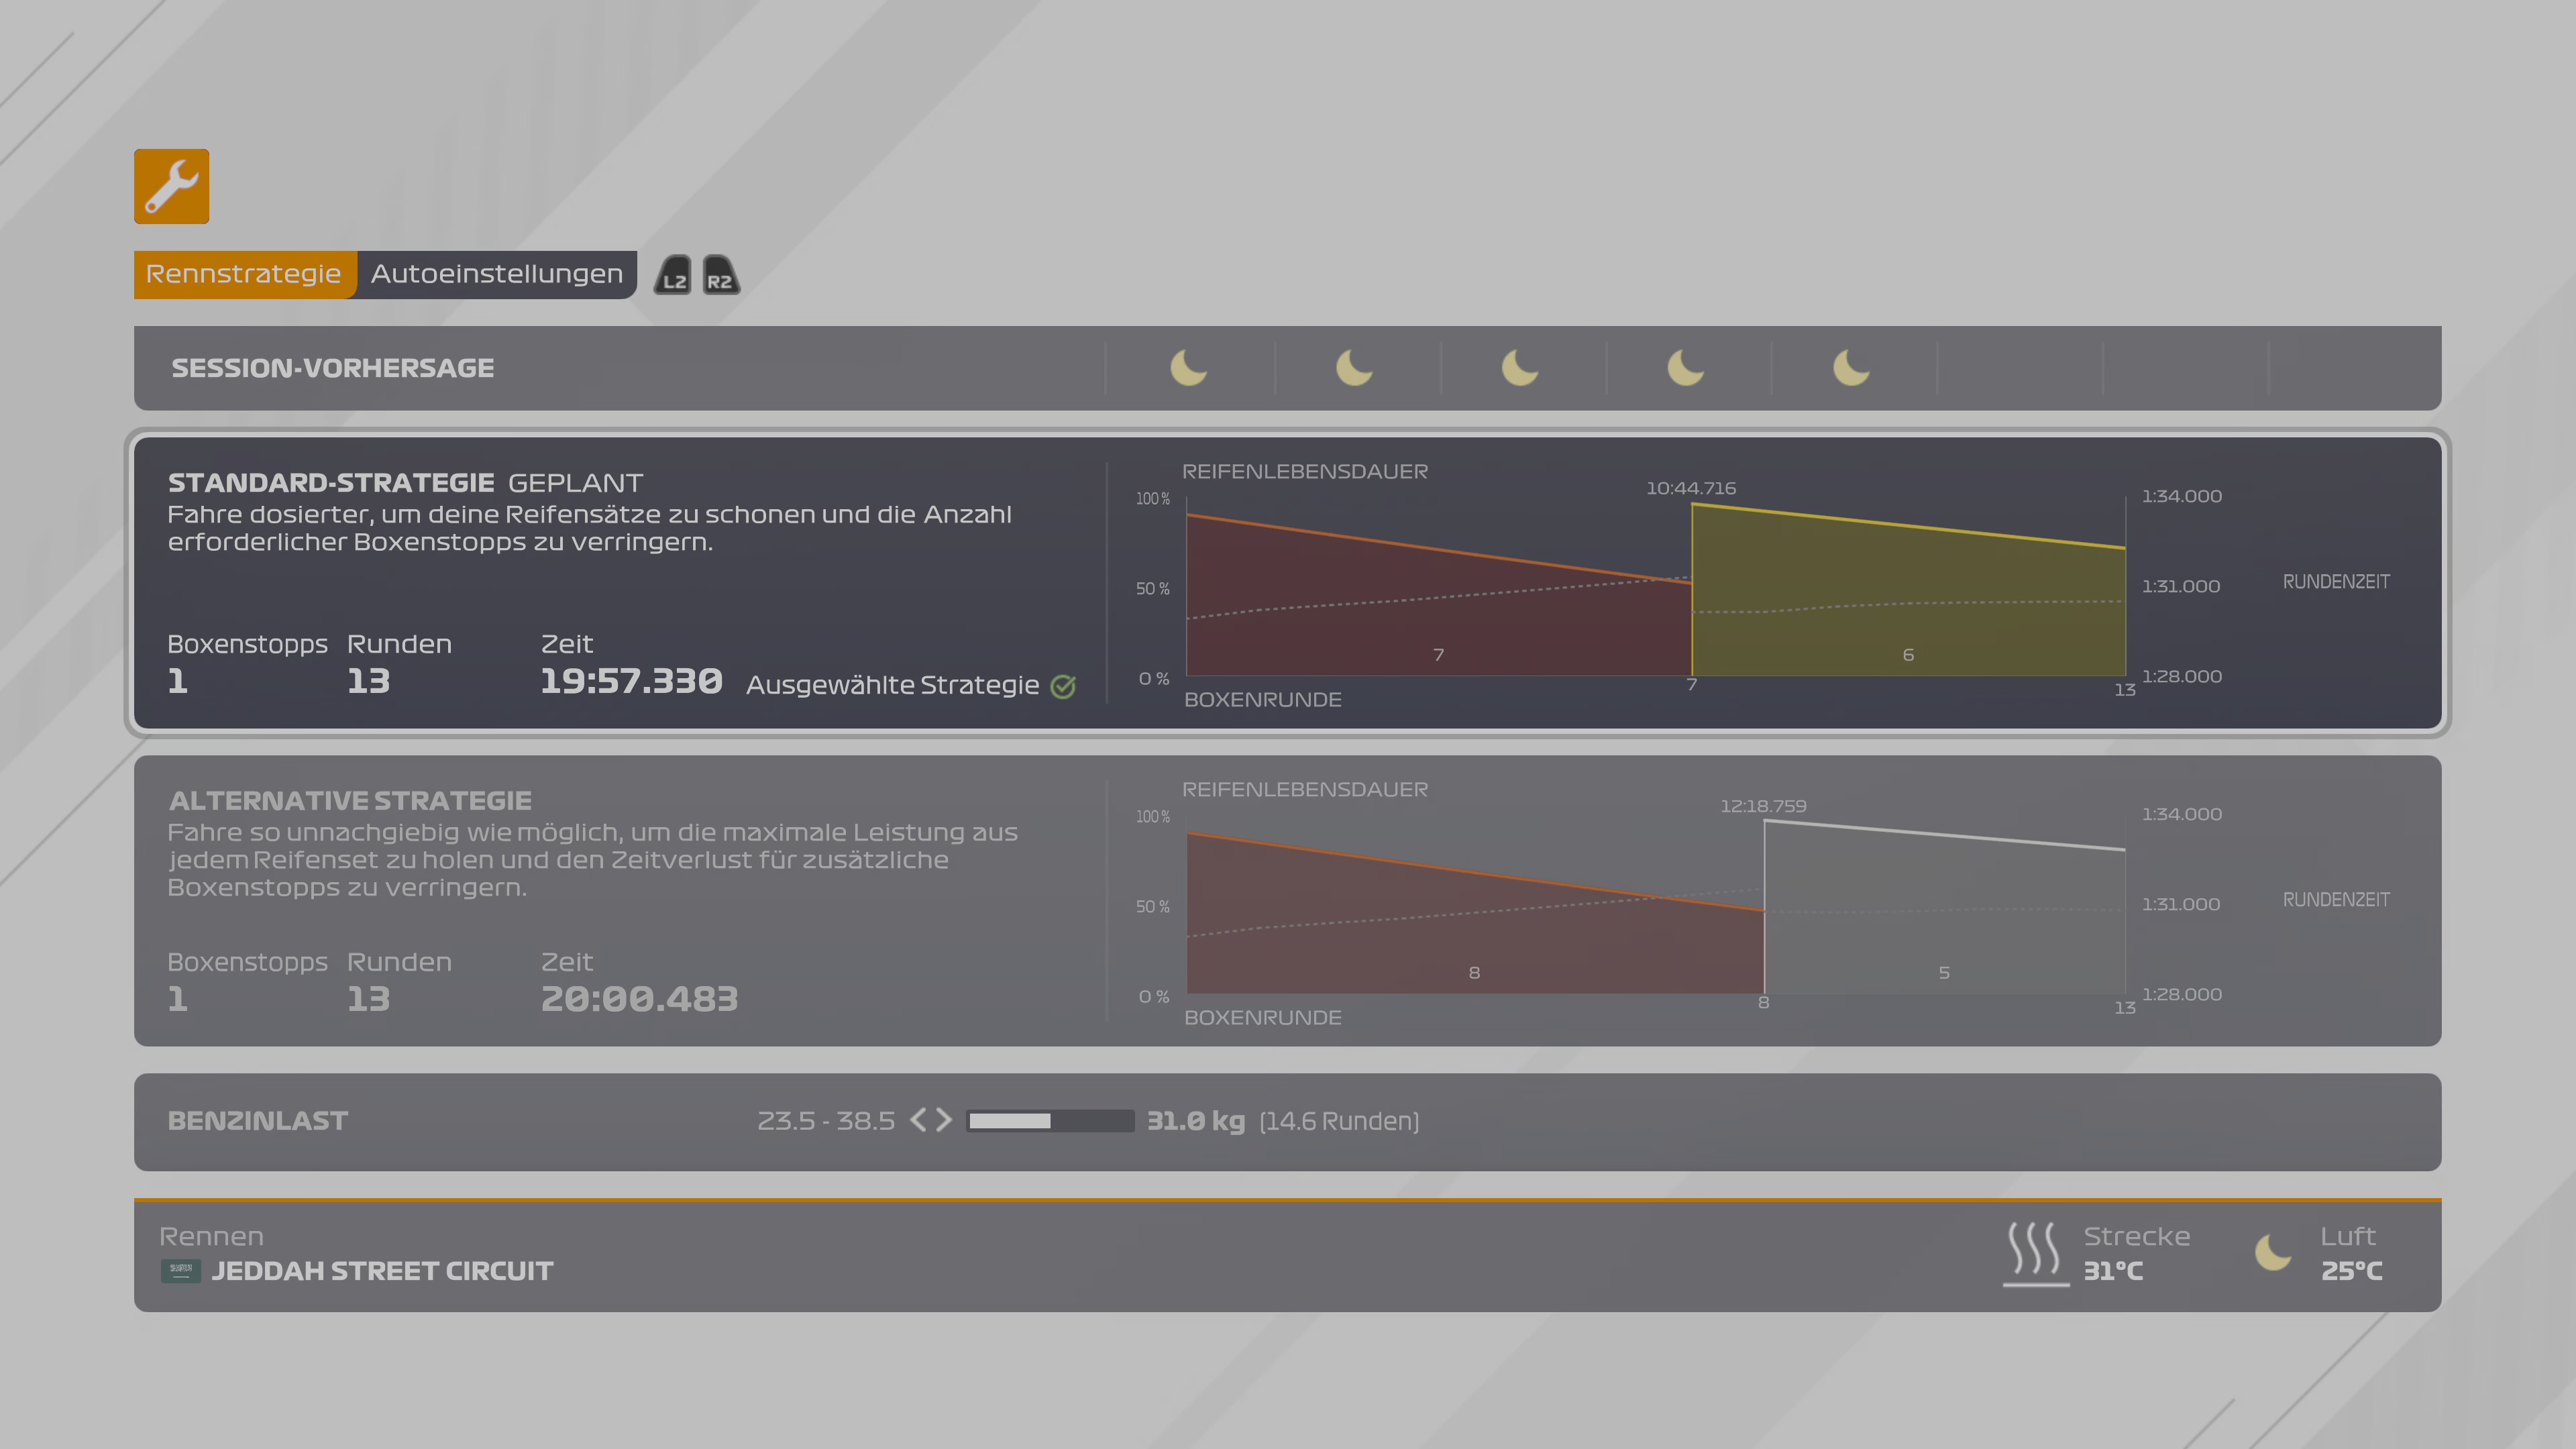 Rennstrategie Autoeinstellungen L2 R2
SESSION-VORHERSAGE
STANDARD-STRATEGIE GEPLANT
Fahre dosierter, um deine Reifensätze zu schonen und die Anzahl
erforderlicher Boxenstopps zu verringern.
Boxenstopps Runden Zeit
1 13 19:57.330 Ausgewählte Strategie
REIFENLEBENSDAUER
10:44.716
100 %
50 %
0 %
7
6
7
13
BOXENRUNDE
1:34.000
1:31.000
1:28.000
RUNDENZEIT
ALTERNATIVE STRATEGIE
Fahre so unnachgiebig wie möglich, um die maximale Leistung aus
jedem Reifenset zu holen und den Zeitverlust für zusätzliche
Boxenstopps zu verringern.
Boxenstopps Runden Zeit
1 13 20:00.483
REIFENLEBENSDAUER
12:18.759
100 %
50 %
0 %
8
5
8
13
BOXENRUNDE
1:34.000
1:31.000
1:28.000
RUNDENZEIT
BENZINLAST 23.5 - 38.5 31.0 kg (14.6 Runden)
Rennen
JEDDAH STREET CIRCUIT
Strecke
31°C
Luft
25°C